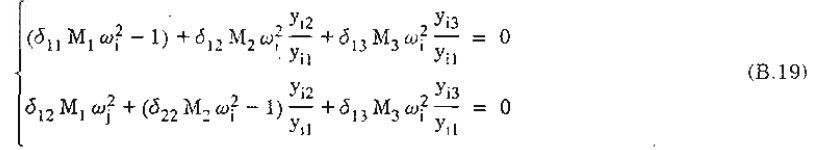 (δ₁₁ M₁ ωᵢ² − 1) + δ₁₂ M₂ ωᵢ² yᵢ₂/yᵢ₁ + δ₁₃ M₃ ωᵢ² yᵢ₃/yᵢ₁ = 0
(B.19)
δ₁₂ M₁ ωⱼ² + (δ₂₂ M₂ ωᵢ² − 1) yᵢ₂/yᵢ₁ + δ₁₃ M₃ ωᵢ² yᵢ₃/yᵢ₁ = 0